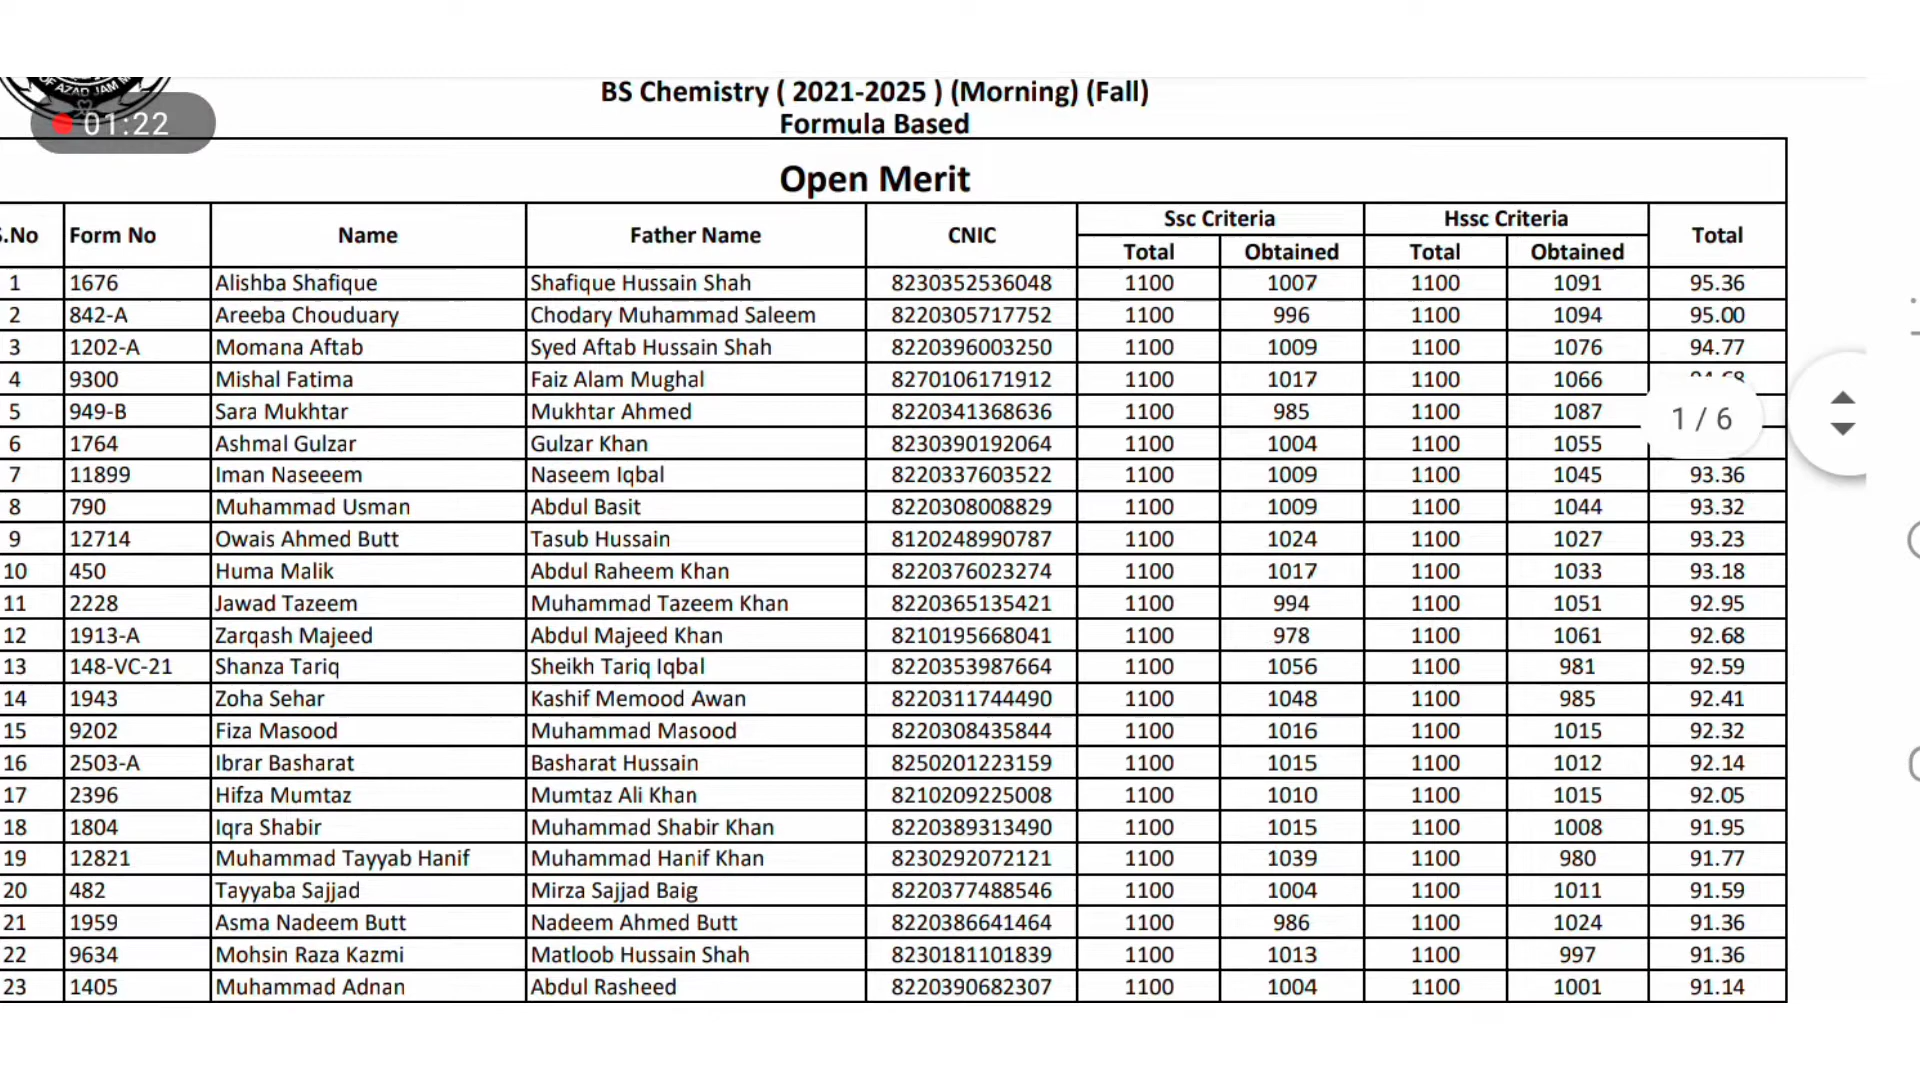 OF AZAD JAM
01:22
BS Chemistry ( 2021-2025 ) (Morning) (Fall)
Formula Based
Open Merit
S.No Form No Name Father Name CNIC Ssc Criteria Hssc Criteria Total
Total Obtained Total Obtained
1 1676 Alishba Shafique Shafique Hussain Shah 8230352536048 1100 1007 1100 1091 95.36
2 842-A Areeba Chouduary Chodary Muhammad Saleem 8220305717752 1100 996 1100 1094 95.00
3 1202-A Momana Aftab Syed Aftab Hussain Shah 8220396003250 1100 1009 1100 1076 94.77
4 9300 Mishal Fatima Faiz Alam Mughal 8270106171912 1100 1017 1100 1066
5 949-B Sara Mukhtar Mukhtar Ahmed 8220341368636 1100 985 1100 1087
1 / 6
6 1764 Ashmal Gulzar Gulzar Khan 8230390192064 1100 1004 1100 1055
7 11899 Iman Naseeem Naseem Iqbal 8220337603522 1100 1009 1100 1045 93.36
8 790 Muhammad Usman Abdul Basit 8220308008829 1100 1009 1100 1044 93.32
9 12714 Owais Ahmed Butt Tasub Hussain 8120248990787 1100 1024 1100 1027 93.23
10 450 Huma Malik Abdul Raheem Khan 8220376023274 1100 1017 1100 1033 93.18
11 2228 Jawad Tazeem Muhammad Tazeem Khan 8220365135421 1100 994 1100 1051 92.95
12 1913-A Zarqash Majeed Abdul Majeed Khan 8210195668041 1100 978 1100 1061 92.68
13 148-VC-21 Shanza Tariq Sheikh Tariq Iqbal 8220353987664 1100 1056 1100 981 92.59
14 1943 Zoha Sehar Kashif Memood Awan 8220311744490 1100 1048 1100 985 92.41
15 9202 Fiza Masood Muhammad Masood 8220308435844 1100 1016 1100 1015 92.32
16 2503-A Ibrar Basharat Basharat Hussain 8250201223159 1100 1015 1100 1012 92.14
17 2396 Hifza Mumtaz Mumtaz Ali Khan 8210209225008 1100 1010 1100 1015 92.05
18 1804 Iqra Shabir Muhammad Shabir Khan 8220389313490 1100 1015 1100 1008 91.95
19 12821 Muhammad Tayyab Hanif Muhammad Hanif Khan 8230292072121 1100 1039 1100 980 91.77
20 482 Tayyaba Sajjad Mirza Sajjad Baig 8220377488546 1100 1004 1100 1011 91.59
21 1959 Asma Nadeem Butt Nadeem Ahmed Butt 8220386641464 1100 986 1100 1024 91.36
22 9634 Mohsin Raza Kazmi Matloob Hussain Shah 8230181101839 1100 1013 1100 997 91.36
23 1405 Muhammad Adnan Abdul Rasheed 8220390682307 1100 1004 1100 1001 91.14